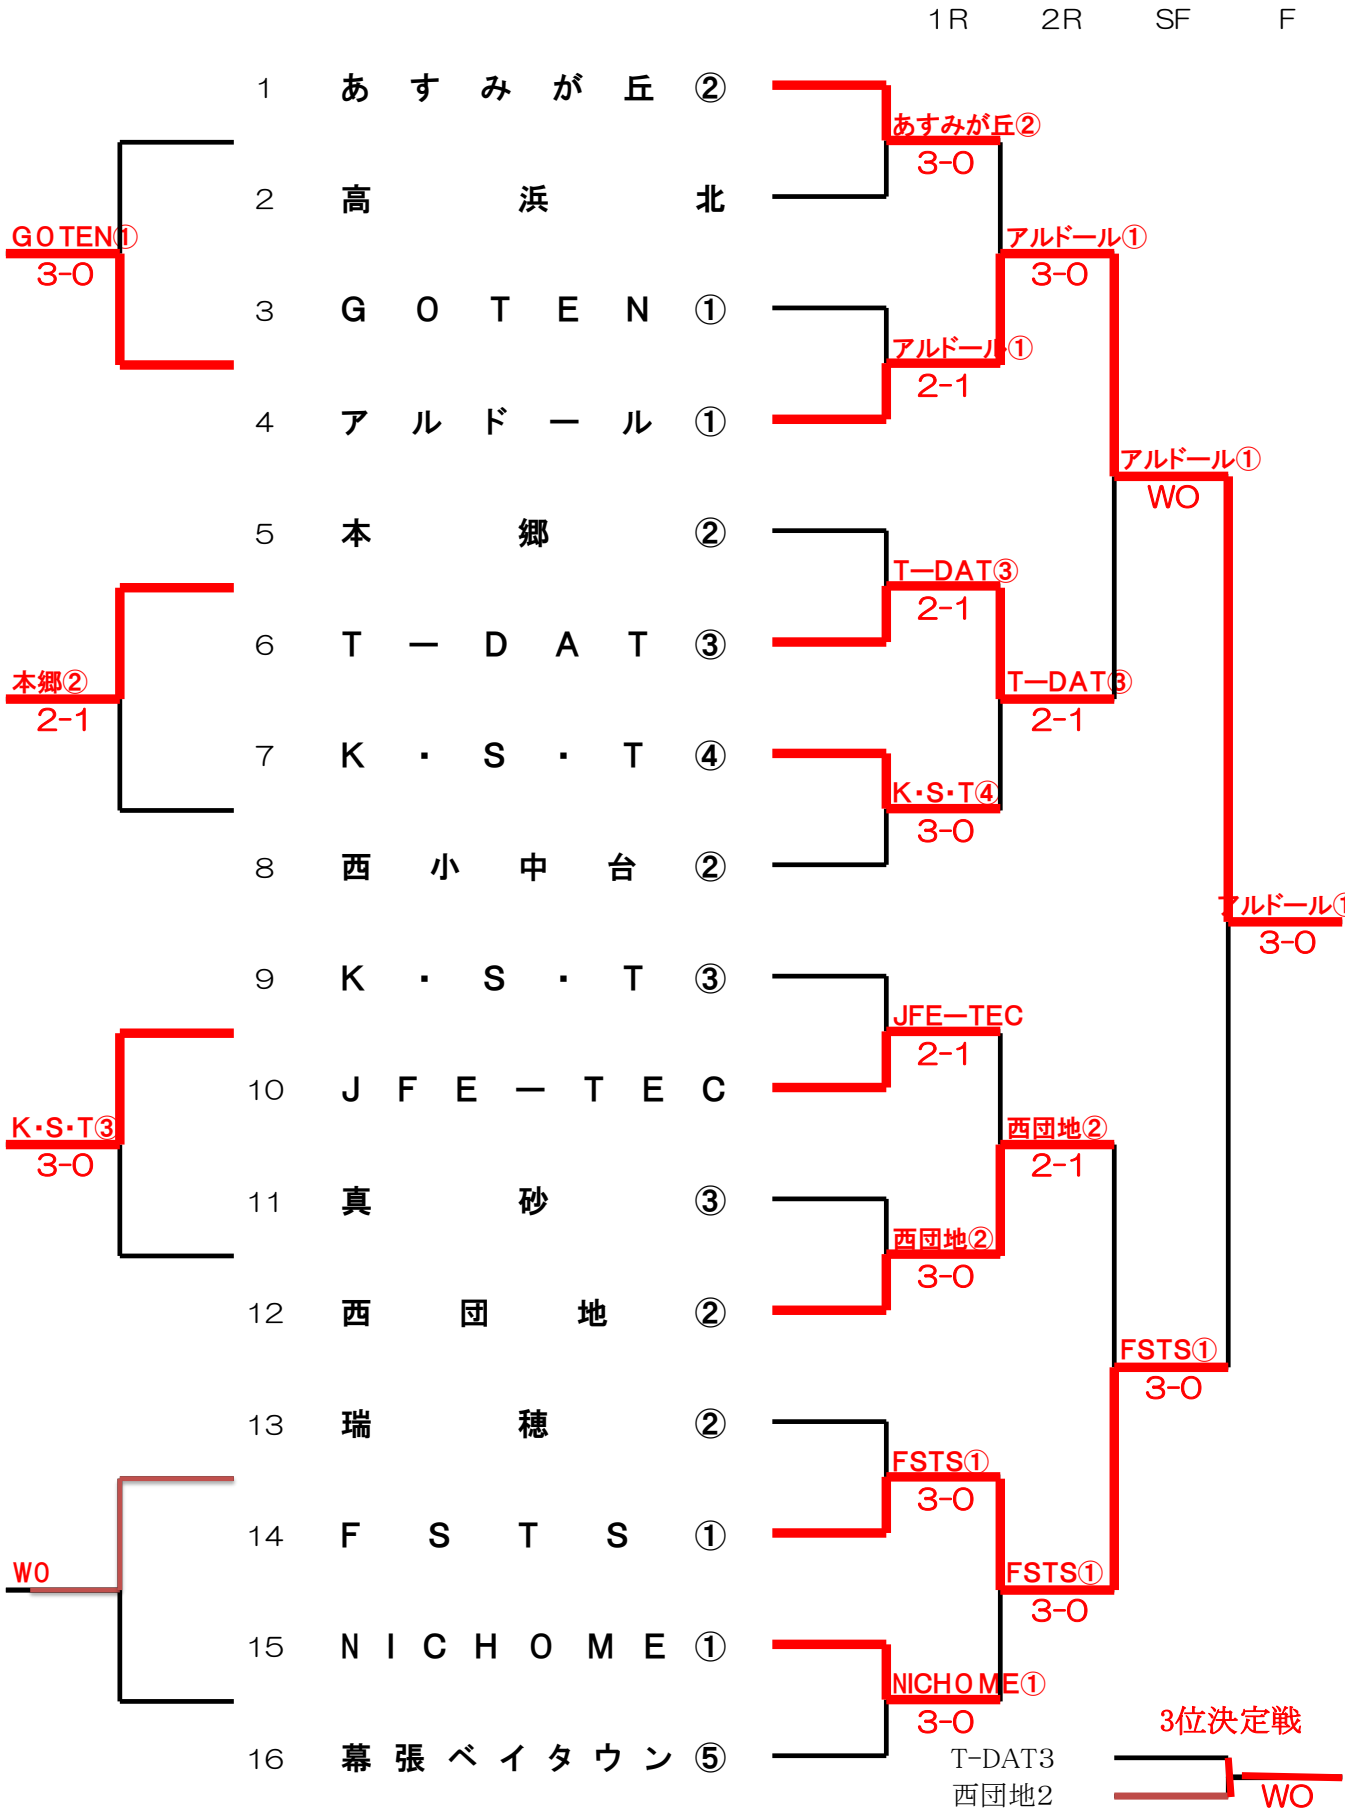 1R 2R SF F
1 あすみが丘②
あすみが丘②
3-0
2 高浜北
GOTEN①
アルドール①
3-0
3-0
3 GOTEN①
アルドール①
2-1
4 アルドール①
アルドール①
WO
5 本郷②
T－DAT③
2-1
6 T－DAT③
本郷②
T－DAT③
2-1
2-1
7 K・S・T④
K・S・T④
3-0
8 西小中台②
アルドール①
3-0
9 K・S・T③
JFE－TEC
2-1
10 JFE－TEC
K・S・T③
西団地②
3-0
2-1
11 真砂③
西団地②
3-0
12 西団地②
FSTS①
3-0
13 瑞穂②
FSTS①
3-0
14 FSTS①
WO
FSTS①
3-0
15 NICHOME①
NICHOME①
3-0
3位決定戦
16 幕張ベイタウン⑤
T-DAT3
西団地2
WO